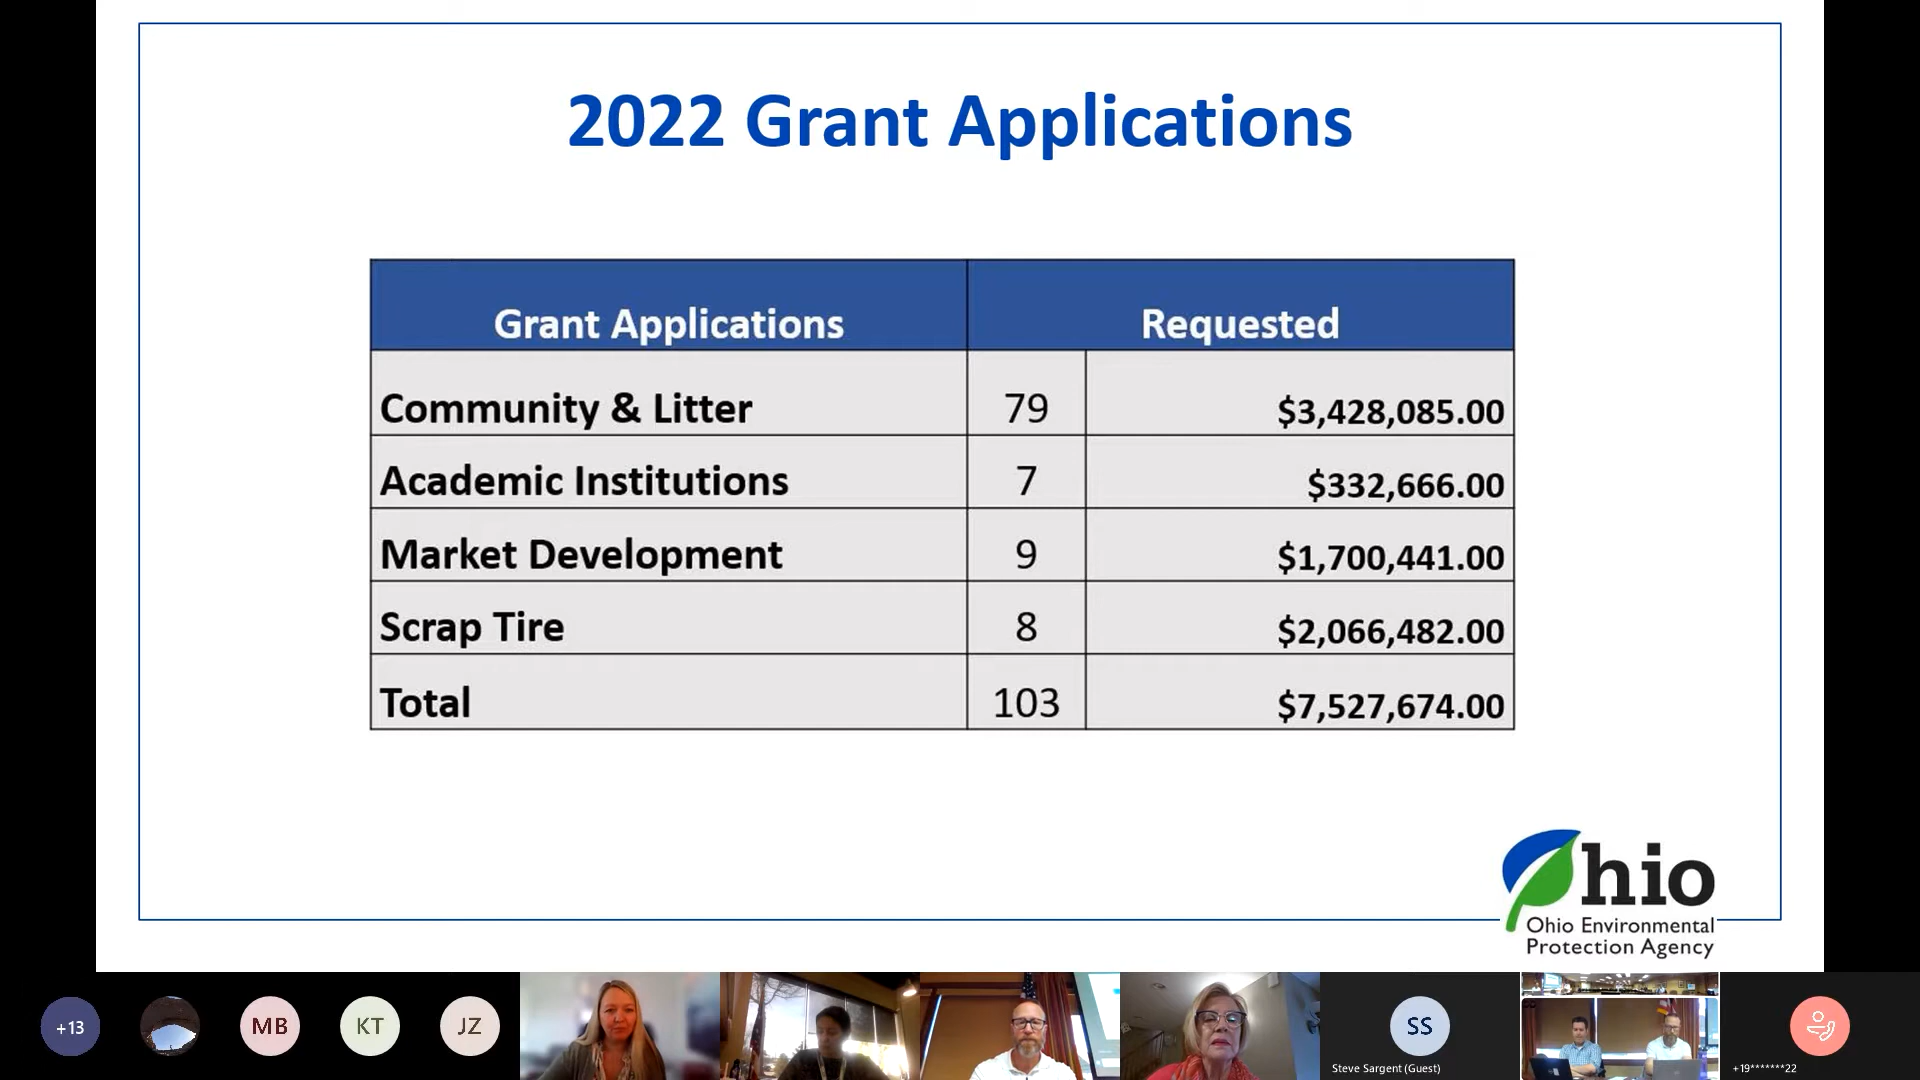 2022 Grant Applications
Grant Applications Requested
Community & Litter 79 $3,428,085.00
Academic Institutions 7 $332,666.00
Market Development 9 $1,700,441.00
Scrap Tire 8 $2,066,482.00
Total 103 $7,527,674.00
Ohio
Ohio Environmental
Protection Agency
+13 MB KT JZ SS
Steve Sargent (Guest) +19*******22